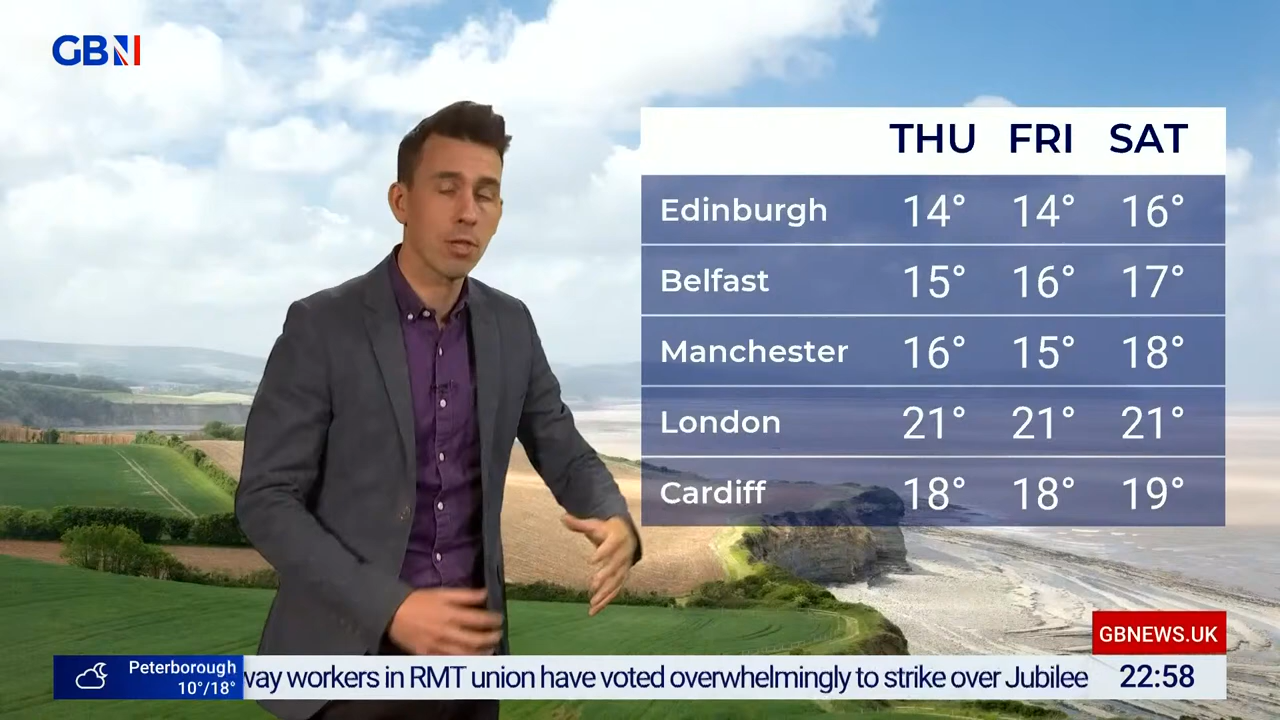 GBN
THU FRI SAT
Edinburgh 14° 14° 16°
Belfast 15° 16° 17°
Manchester 16° 15° 18°
London 21° 21° 21°
Cardiff 18° 18° 19°
GBNEWS.UK
Peterborough
10°/18°
way workers in RMT union have voted overwhelmingly to strike over Jubilee
22:58